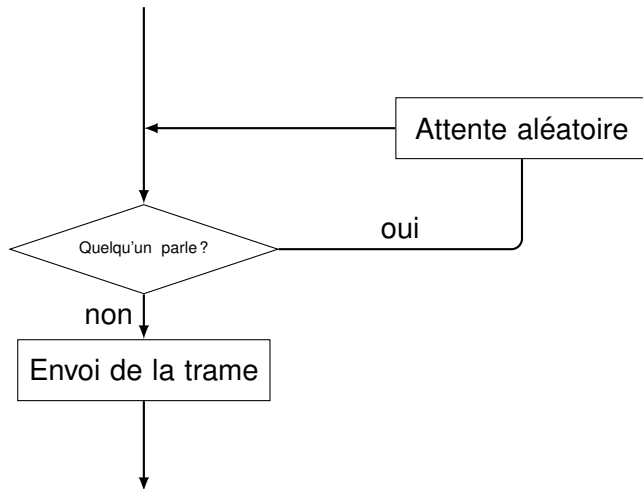 Attente aléatoire
Quelqu'un parle ?
oui
non
Envoi de la trame